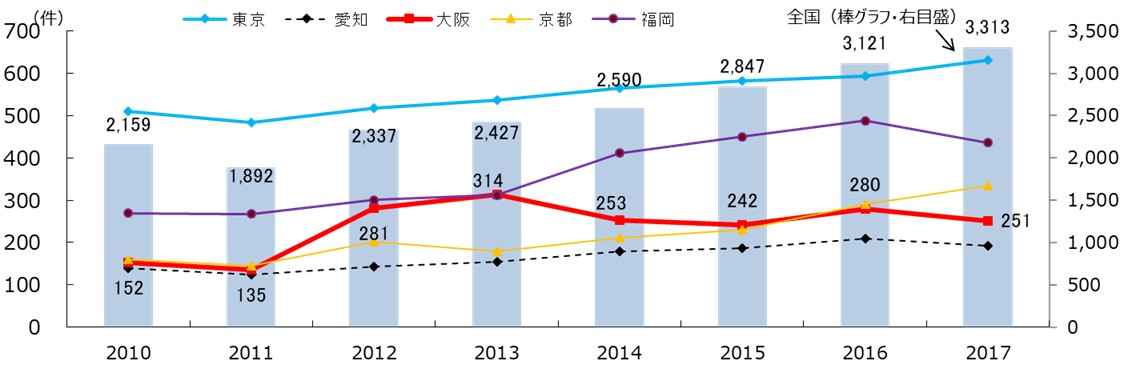 (件)
東京 愛知 大阪 京都 福岡
全国（棒グラフ・右目盛）
700 600 500 400 300 200 100 0
3,500 3,000 2,500 2,000 1,500 1,000 500 0
2,159 1,892 2,337 2,427 2,590 2,847 3,121 3,313
152 135 281 314 253 242 280 251
2010 2011 2012 2013 2014 2015 2016 2017